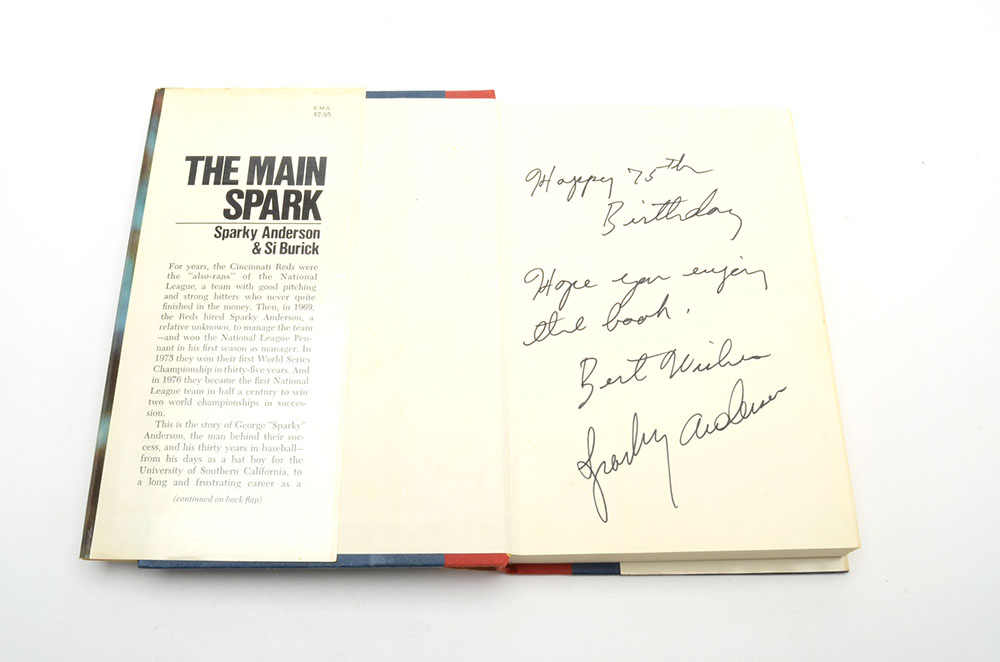 $7.95
THE MAIN
SPARK
Sparky Anderson
& Si Burick
For years, the Cincinnati Reds were
the "also-rans" of the National
League, a team with good pitching
and strong hitters who never quite
finished in the money. Then, in 1969,
the Reds hired Sparky Anderson, a
relative unknown, to manage the team
—and won the National League Pen-
nant in his first season as manager. In
1975 they won their first World Series
Championship in thirty-five years. And
in 1976 they became the first National
League team in half a century to win
two world championships in succes-
sion.
This is the story of George "Sparky"
Anderson, the man behind their suc-
cess, and his thirty years in baseball—
from his days as a bat boy for the
University of Southern California, to
a long and frustrating career as a
(continued on back flap)
Happy 75th
Birthday
Hope you enjoy
the book.
Best Wishes
Sparky Anderson